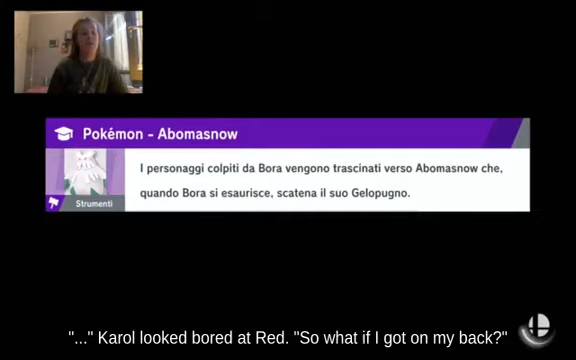 Pokémon - Abomasnow
I personaggi colpiti da Bora vengono trascinati verso Abomasnow che,
quando Bora si esaurisce, scatena il suo Gelopugno.
Strumenti
"..." Karol looked bored at Red. "So what if I got on my back?"